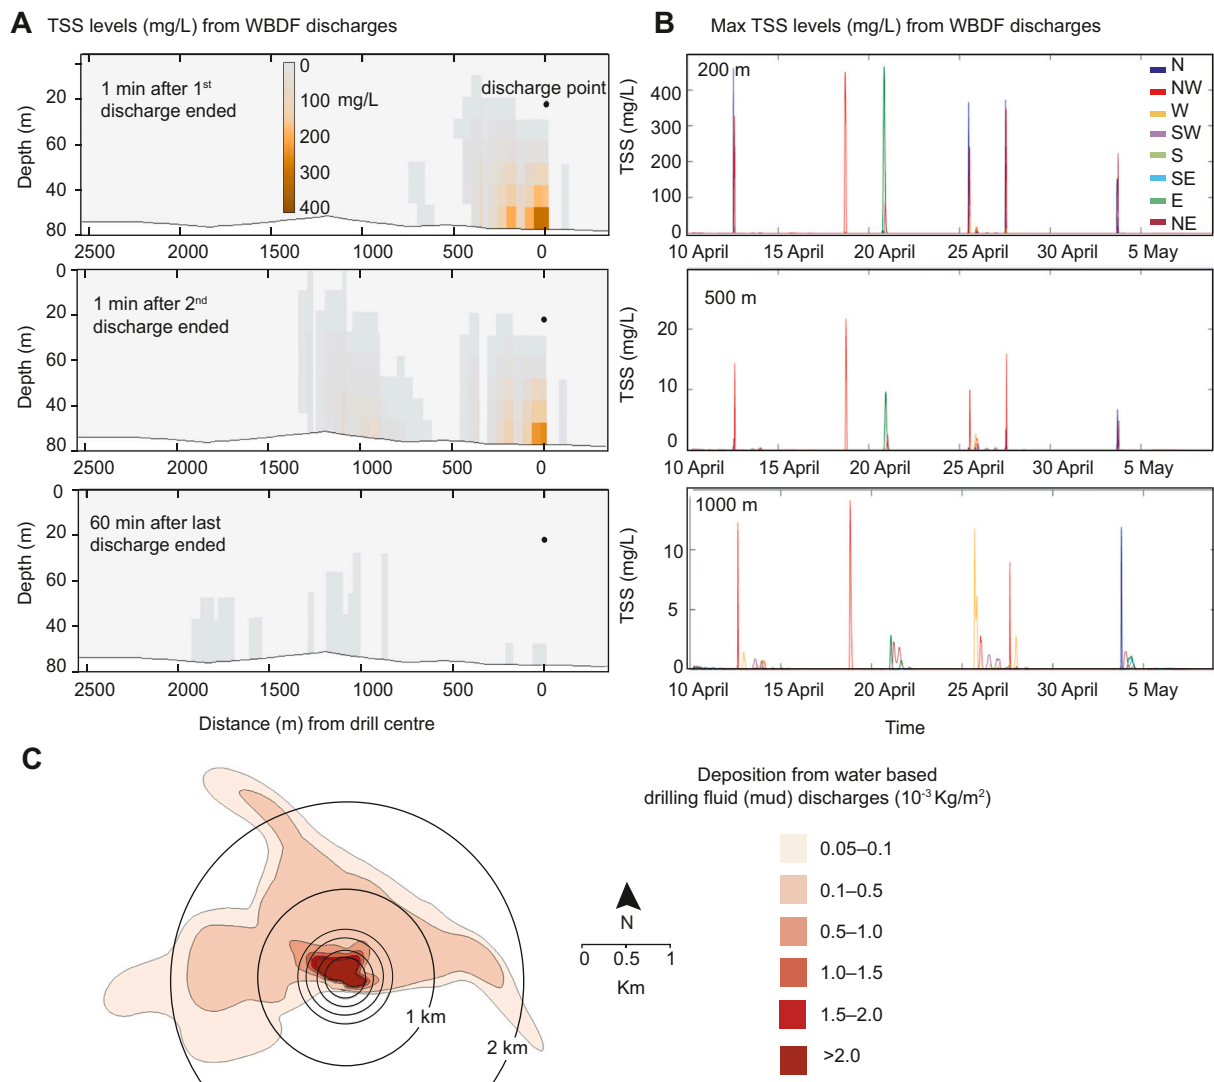 A TSS levels (mg/L) from WBDF discharges
1 min after 1st
discharge ended
0
100
200
300
400
mg/L
discharge point
Depth (m)
20
60
40
80
2500 2000 1500 1000 500 0
1 min after 2nd
discharge ended
Depth (m)
0
20
60
40
80
2500 2000 1500 1000 500 0
60 min after last
discharge ended
Depth (m)
0
20
60
40
80
2500 2000 1500 1000 500 0
Distance (m) from drill centre
B Max TSS levels (mg/L) from WBDF discharges
200 m
TSS (mg/L)
400
300
200
100
0
N
NW
W
SW
S
SE
E
NE
10 April 15 April 20 April 25 April 30 April 5 May
500 m
TSS (mg/L)
20
10
0
10 April 15 April 20 April 25 April 30 April 5 May
1000 m
TSS (mg/L)
10
5
0
10 April 15 April 20 April 25 April 30 April 5 May
Time
C
1 km
2 km
N
0 0.5 1
Km
Deposition from water based
drilling fluid (mud) discharges (10-3 Kg/m2)
0.05–0.1
0.1–0.5
0.5–1.0
1.0–1.5
1.5–2.0
>2.0